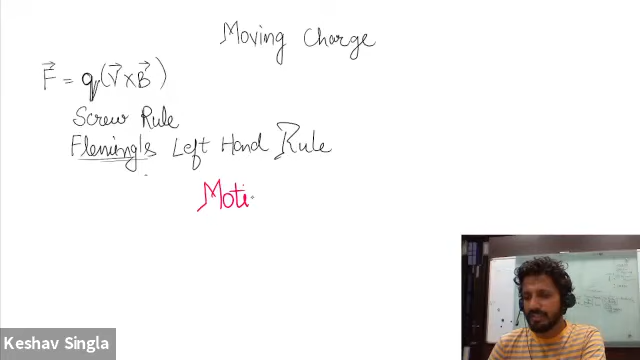 Moving Charge
F⃗ = q(V⃗ × B⃗)
Screw Rule
Fleming's Left Hand Rule
Moti
Keshav Singla